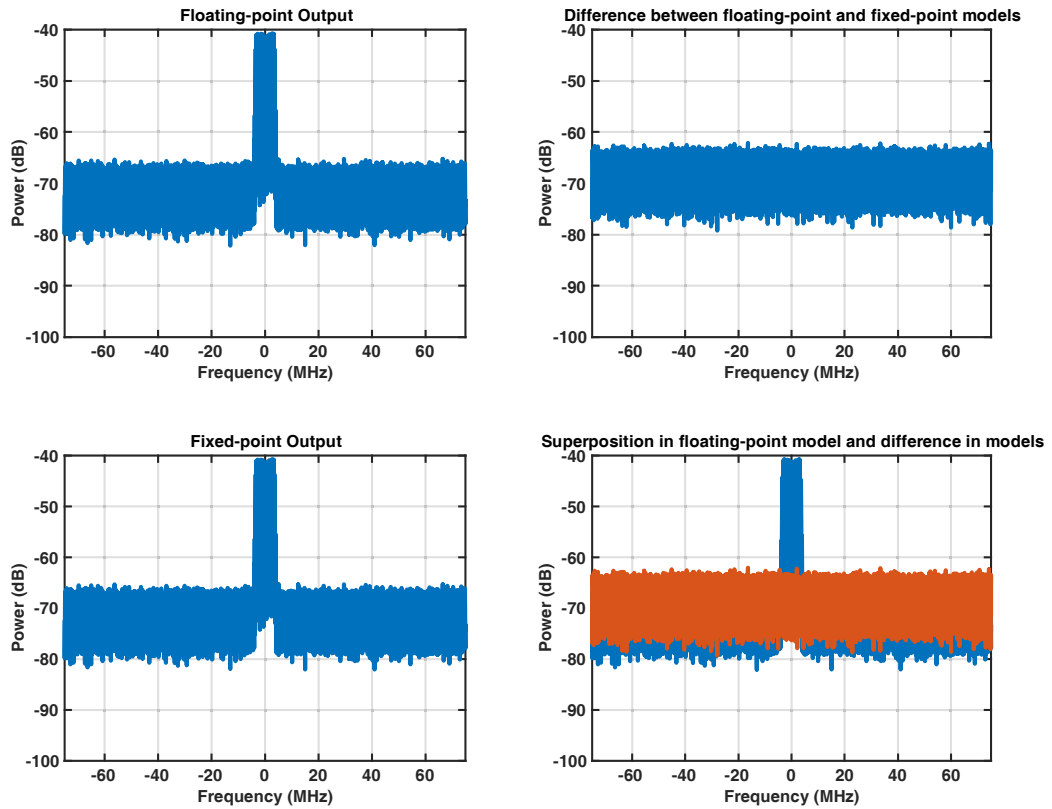 Floating-point Output
-40
-50
-60
-70
-80
-90
-100
Power (dB)
-60 -40 -20 0 20 40 60
Frequency (MHz)
Difference between floating-point and fixed-point models
-40
-50
-60
-70
-80
-90
-100
Power (dB)
-60 -40 -20 0 20 40 60
Frequency (MHz)
Fixed-point Output
-40
-50
-60
-70
-80
-90
-100
Power (dB)
-60 -40 -20 0 20 40 60
Frequency (MHz)
Superposition in floating-point model and difference in models
-40
-50
-60
-70
-80
-90
-100
Power (dB)
-60 -40 -20 0 20 40 60
Frequency (MHz)